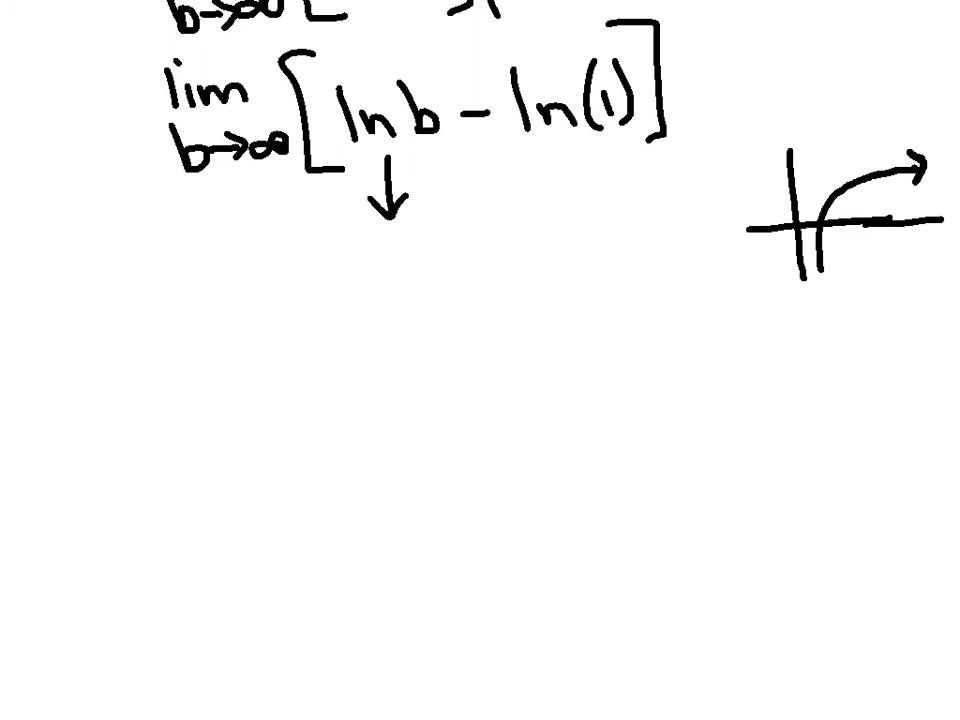 b→∞ [
lim b→∞ [ln b - ln(1)]